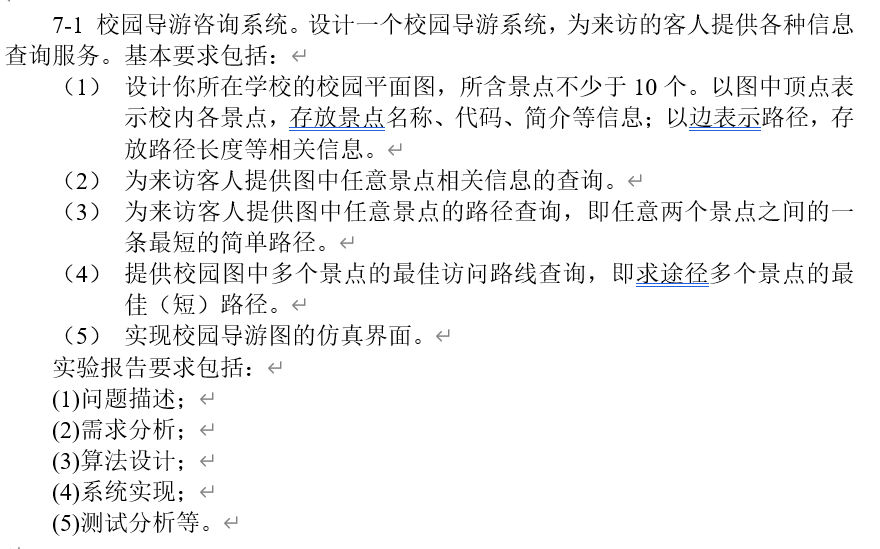 7-1 校园导游咨询系统。设计一个校园导游系统，为来访的客人提供各种信息
查询服务。基本要求包括：
（1） 设计你所在学校的校园平面图，所含景点不少于 10 个。以图中顶点表
示校内各景点，存放景点名称、代码、简介等信息；以边表示路径，存
放路径长度等相关信息。
（2） 为来访客人提供图中任意景点相关信息的查询。
（3） 为来访客人提供图中任意景点的路径查询，即任意两个景点之间的一
条最短的简单路径。
（4） 提供校园图中多个景点的最佳访问路线查询，即求途径多个景点的最
佳（短）路径。
（5） 实现校园导游图的仿真界面。
实验报告要求包括：
(1)问题描述；
(2)需求分析；
(3)算法设计；
(4)系统实现；
(5)测试分析等。